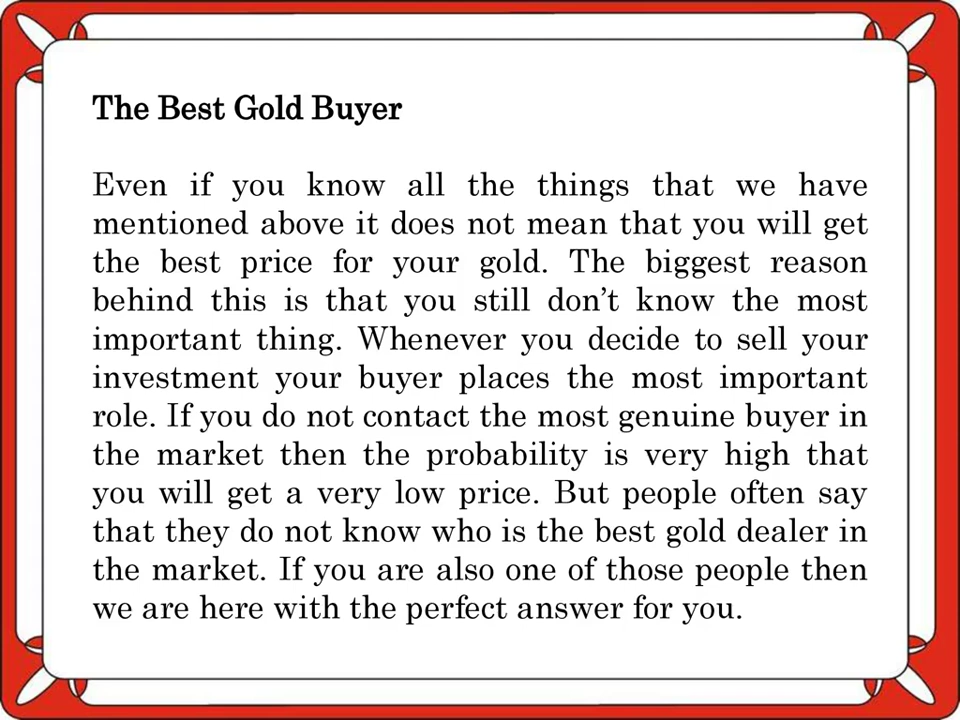 The Best Gold Buyer
Even if you know all the things that we have
mentioned above it does not mean that you will get
the best price for your gold. The biggest reason
behind this is that you still don’t know the most
important thing. Whenever you decide to sell your
investment your buyer places the most important
role. If you do not contact the most genuine buyer in
the market then the probability is very high that
you will get a very low price. But people often say
that they do not know who is the best gold dealer in
the market. If you are also one of those people then
we are here with the perfect answer for you.